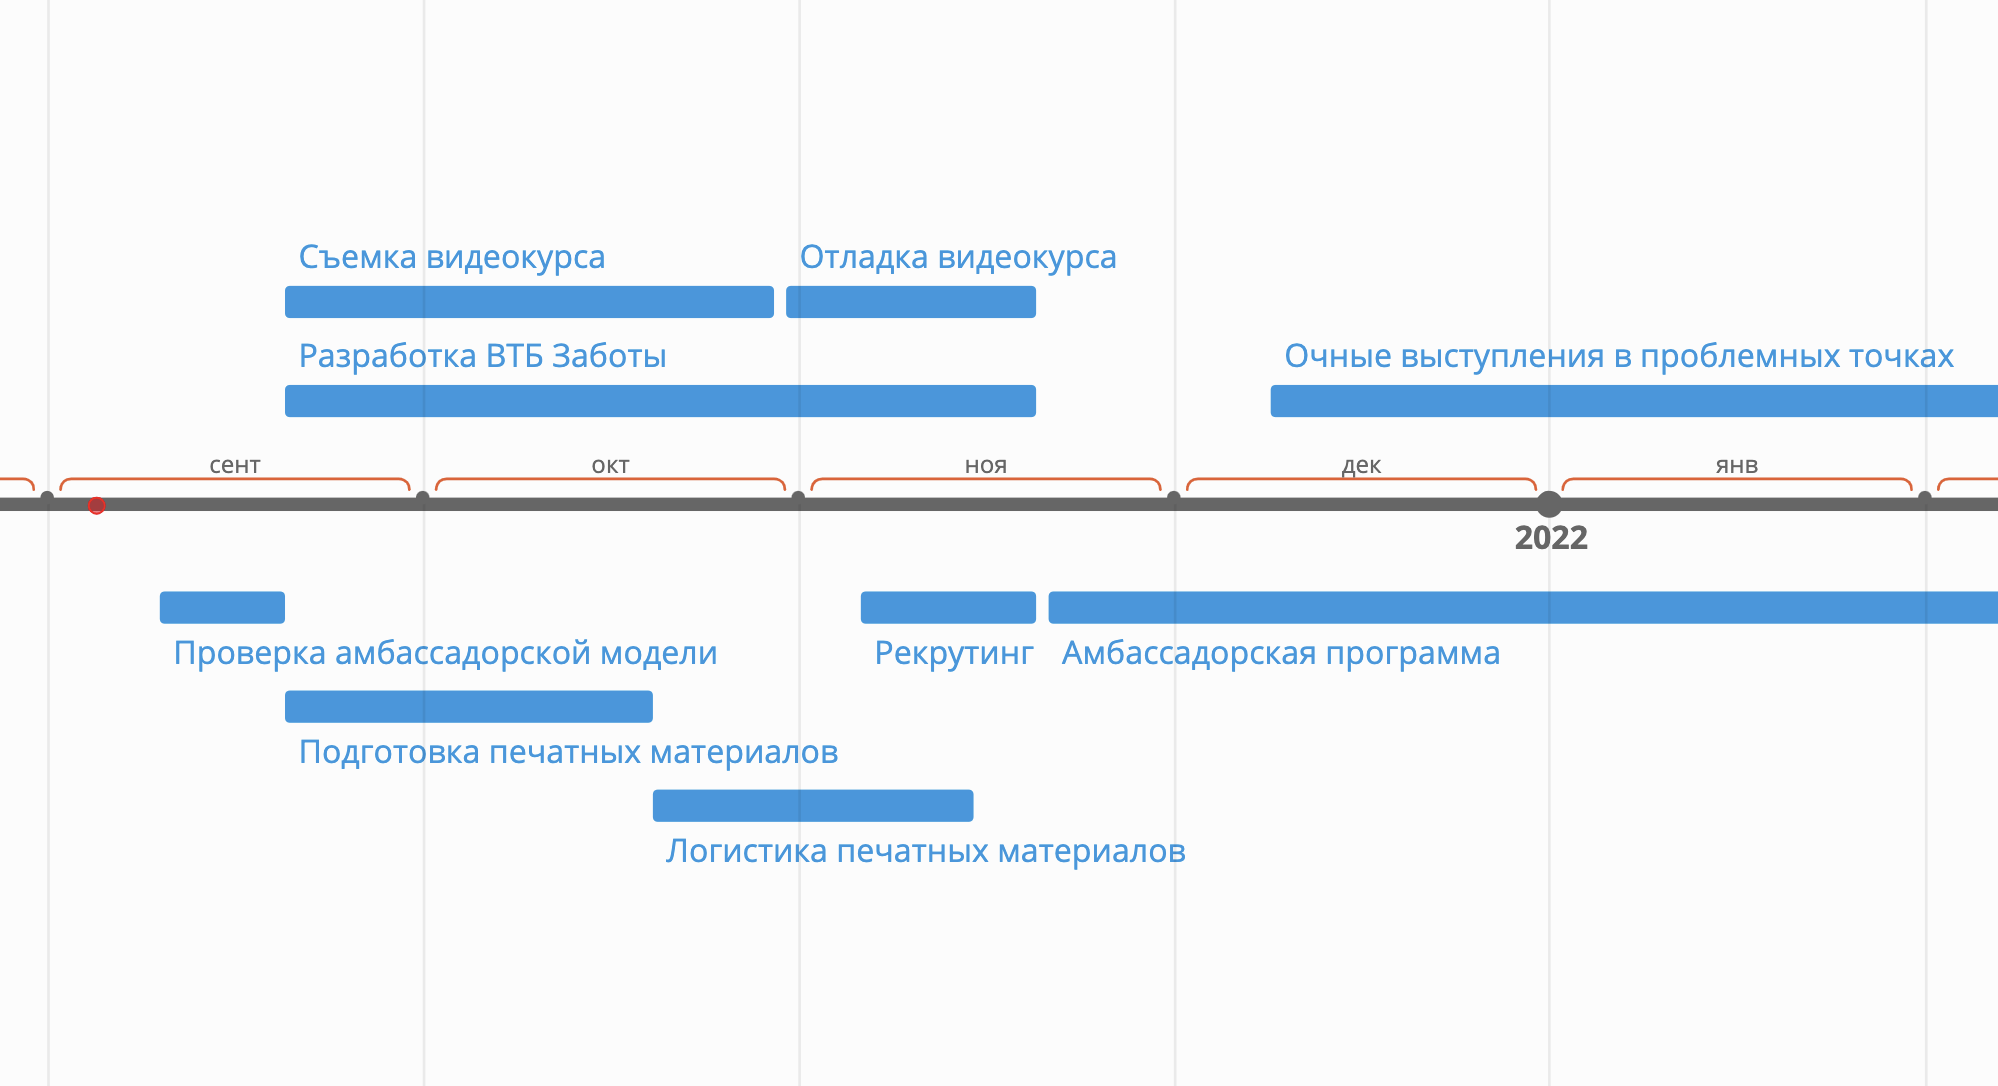 Съемка видеокурса
Отладка видеокурса
Разработка ВТБ Заботы
Очные выступления в проблемных точках
сент
окт
ноя
дек
янв
2022
Проверка амбассадорской модели
Рекрутинг
Амбассадорская программа
Подготовка печатных материалов
Логистика печатных материалов